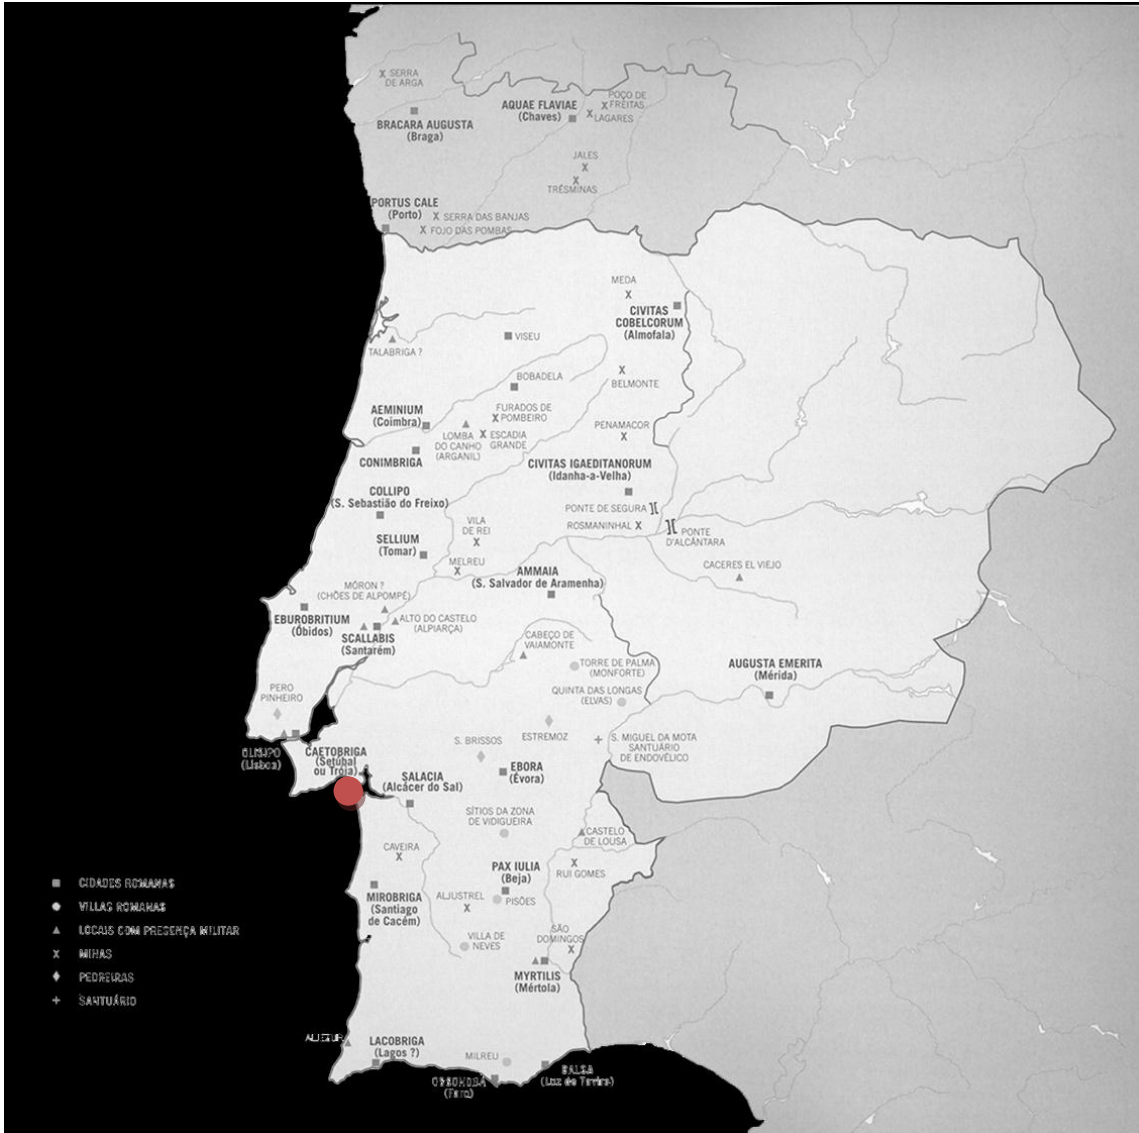 SERRA
DE ARGA
BRACARA AUGUSTA
(Braga)
AQUAE FLAVIAE
(Chaves)
POÇO DE
FREITAS
LAGARES
JALES
TRÊSMINAS
PORTUS CALE
(Porto)
SERRA DAS BANJAS
FOJO DAS POMBAS
MEDA
CIVITAS
COBELCORUM
(Almofala)
TALABRIGA ?
VISEU
BOBADELA
BELMONTE
AEMINIUM
(Coimbra)
FURADOS DE
POMBEIRO
LOMBA
DO CANHO
(ARGANIL)
ESCADIA
GRANDE
PENAMACOR
CONIMBRIGA
CIVITAS IGAEDITANORUM
(Idanha-a-Velha)
COLLIPO
(S. Sebastião do Freixo)
PONTE DE SEGURA
ROSMANINHAL
PONTE
D'ALCÂNTARA
VILA
DE REI
SELLIUM
(Tomar)
MELREU
AMMAIA
(S. Salvador de Aramenha)
CACERES EL VIEJO
MÓRON ?
(CHÕES DE ALPOMPÉ)
EBUROBRITIUM
(Óbidos)
ALTO DO CASTELO
(ALPIARÇA)
SCALLABIS
(Santarém)
CABEÇO DE
VAIAMONTE
TORRE DE PALMA
(MONFORTE)
AUGUSTA EMERITA
(Mérida)
QUINTA DAS LONGAS
(ELVAS)
PERO
PINHEIRO
ESTREMOZ
S. MIGUEL DA MOTA
SANTUÁRIO
DE ENDOVÉLICO
S. BRISSOS
OLISIPO
(Lisboa)
CAETOBRIGA
(Setúbal
ou Tróia)
EBORA
(Évora)
SALACIA
(Alcácer do Sal)
SÍTIOS DA ZONA
DE VIDIGUEIRA
CASTELO
DE LOUSA
CAVEIRA
RUI GOMES
PAX IULIA
(Beja)
PISÕES
MIROBRIGA
(Santiago
de Cacém)
ALJUSTREL
VILLA DE
NEVES
SÃO
DOMINGOS
MYRTILIS
(Mértola)
CIDADES ROMANAS
VILLAS ROMANAS
LOCAIS COM PRESENÇA MILITAR
MINAS
PEDREIRAS
SANTUÁRIO
ALJEZUR
LACOBRIGA
(Lagos ?)
MILREU
OSSONOBA
(Faro)
BALSA
(Luz de Tavira)